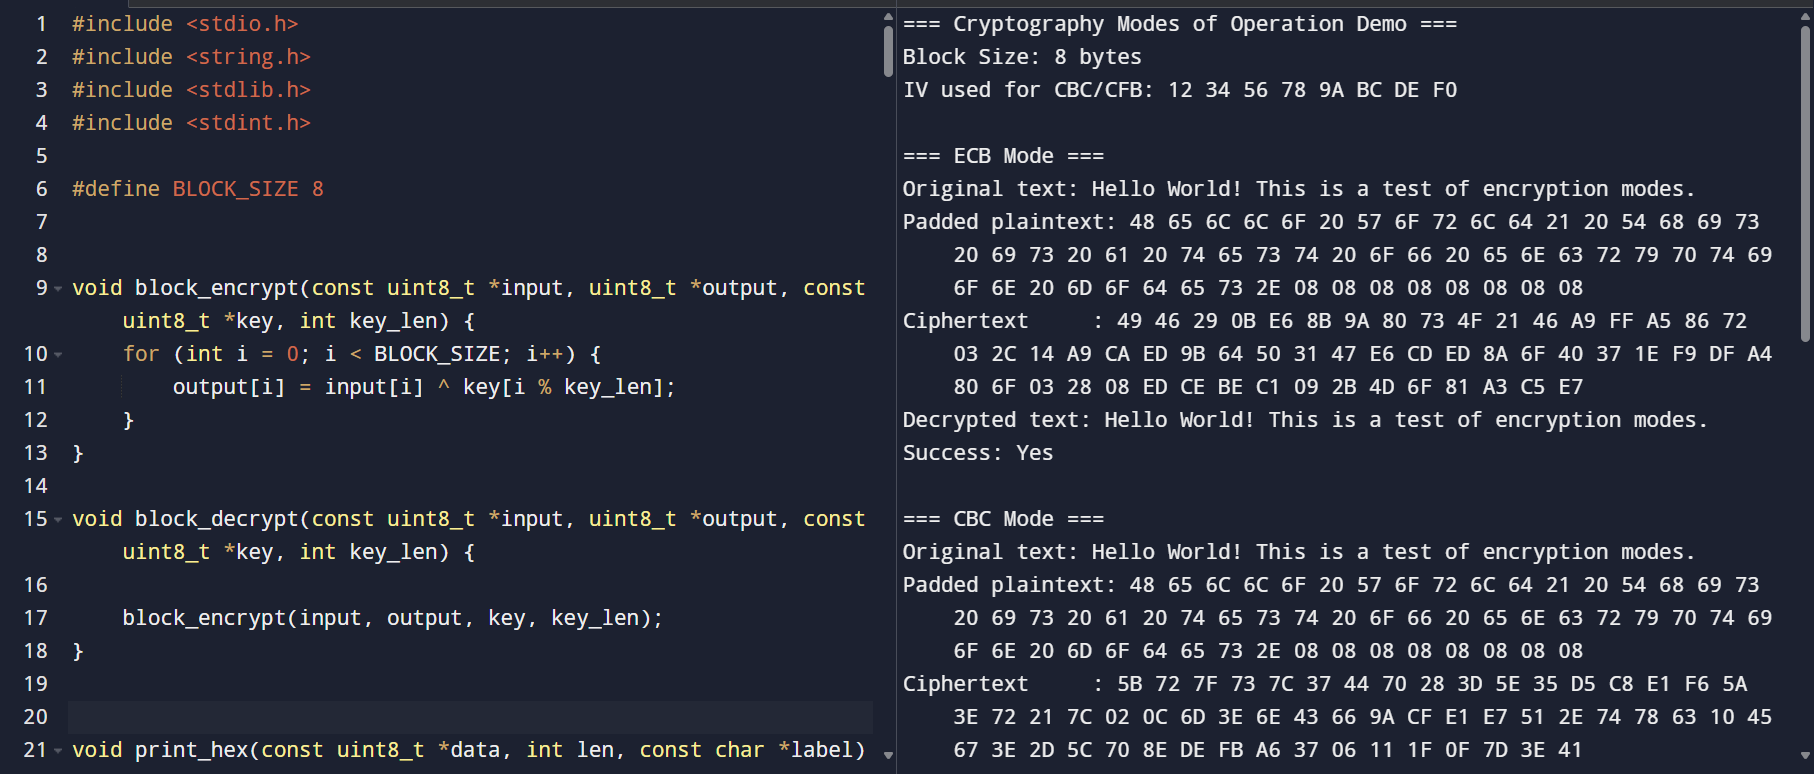 1 #include <stdio.h>
2 #include <string.h>
3 #include <stdlib.h>
4 #include <stdint.h>
5
6 #define BLOCK_SIZE 8
7
8
9 void block_encrypt(const uint8_t *input, uint8_t *output, const
uint8_t *key, int key_len) {
10 for (int i = 0; i < BLOCK_SIZE; i++) {
11 output[i] = input[i] ^ key[i % key_len];
12 }
13 }
14
15 void block_decrypt(const uint8_t *input, uint8_t *output, const
uint8_t *key, int key_len) {
16
17 block_encrypt(input, output, key, key_len);
18 }
19
20
21 void print_hex(const uint8_t *data, int len, const char *label)
=== Cryptography Modes of Operation Demo ===
Block Size: 8 bytes
IV used for CBC/CFB: 12 34 56 78 9A BC DE F0
=== ECB Mode ===
Original text: Hello World! This is a test of encryption modes.
Padded plaintext: 48 65 6C 6C 6F 20 57 6F 72 6C 64 21 20 54 68 69 73
20 69 73 20 61 20 74 65 73 74 20 6F 66 20 65 6E 63 72 79 70 74 69
6F 6E 20 6D 6F 64 65 73 2E 08 08 08 08 08 08 08 08
Ciphertext     : 49 46 29 0B E6 8B 9A 80 73 4F 21 46 A9 FF A5 86 72
03 2C 14 A9 CA ED 9B 64 50 31 47 E6 CD ED 8A 6F 40 37 1E F9 DF A4
80 6F 03 28 08 ED CE BE C1 09 2B 4D 6F 81 A3 C5 E7
Decrypted text: Hello World! This is a test of encryption modes.
Success: Yes
=== CBC Mode ===
Original text: Hello World! This is a test of encryption modes.
Padded plaintext: 48 65 6C 6C 6F 20 57 6F 72 6C 64 21 20 54 68 69 73
20 69 73 20 61 20 74 65 73 74 20 6F 66 20 65 6E 63 72 79 70 74 69
6F 6E 20 6D 6F 64 65 73 2E 08 08 08 08 08 08 08 08
Ciphertext     : 5B 72 7F 73 7C 37 44 70 28 3D 5E 35 D5 C8 E1 F6 5A
3E 72 21 7C 02 0C 6D 3E 6E 43 66 9A CF E1 E7 51 2E 74 78 63 10 45
67 3E 2D 5C 70 8E DE FB A6 37 06 11 1F 0F 7D 3E 41